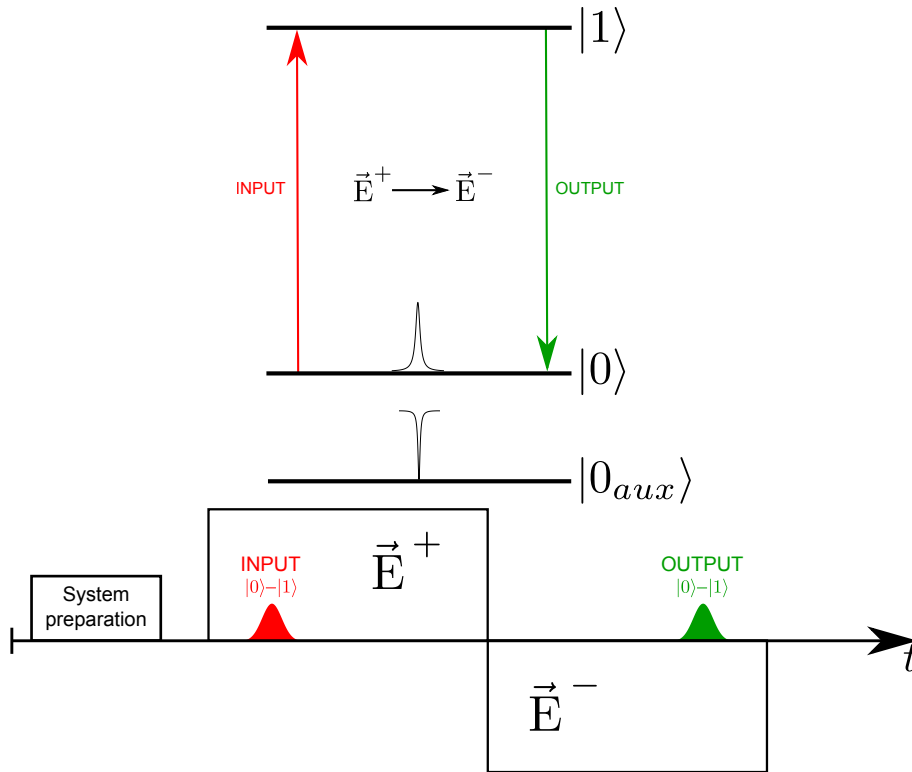 |1⟩
INPUT
E⃗⁺ → E⃗⁻
OUTPUT
|0⟩
|0ₐᵤₓ⟩
System
preparation
INPUT
|0⟩–|1⟩
E⃗⁺
OUTPUT
|0⟩–|1⟩
t
E⃗⁻